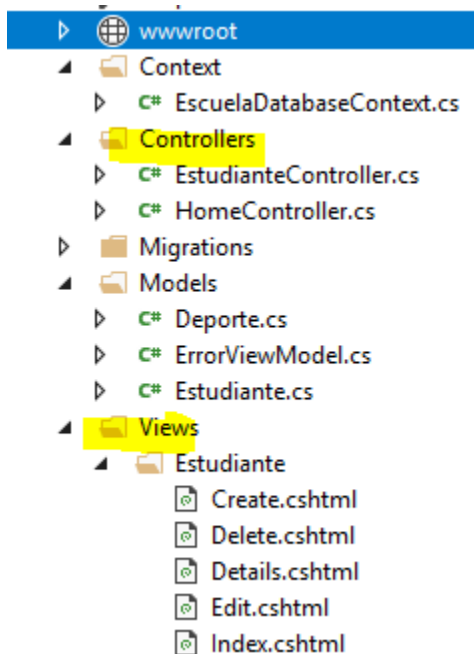 wwwroot
Context
C# EscuelaDatabaseContext.cs
Controllers
C# EstudianteController.cs
C# HomeController.cs
Migrations
Models
C# Deporte.cs
C# ErrorViewModel.cs
C# Estudiante.cs
Views
Estudiante
Create.cshtml
Delete.cshtml
Details.cshtml
Edit.cshtml
Index.cshtml